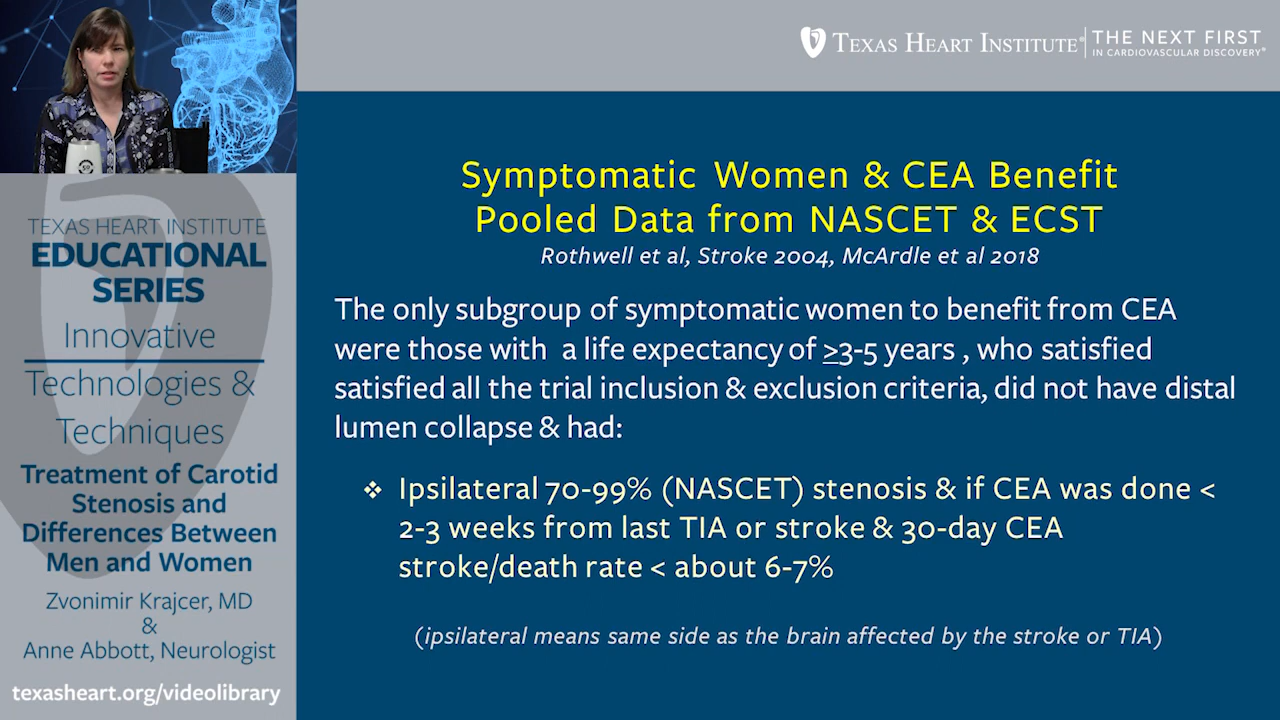 TEXAS HEART INSTITUTE® THE NEXT FIRST
IN CARDIOVASCULAR DISCOVERY®
TEXAS HEART INSTITUTE
EDUCATIONAL
SERIES
Innovative
Technologies &
Techniques
Treatment of Carotid
Stenosis and
Differences Between
Men and Women
Zvonimir Krajcer, MD
&
Anne Abbott, Neurologist
texasheart.org/videolibrary
Symptomatic Women & CEA Benefit
Pooled Data from NASCET & ECST
Rothwell et al, Stroke 2004, McArdle et al 2018
The only subgroup of symptomatic women to benefit from CEA
were those with a life expectancy of >3-5 years , who satisfied
satisfied all the trial inclusion & exclusion criteria, did not have distal
lumen collapse & had:
❖ Ipsilateral 70-99% (NASCET) stenosis & if CEA was done <
2-3 weeks from last TIA or stroke & 30-day CEA
stroke/death rate < about 6-7%
(ipsilateral means same side as the brain affected by the stroke or TIA)